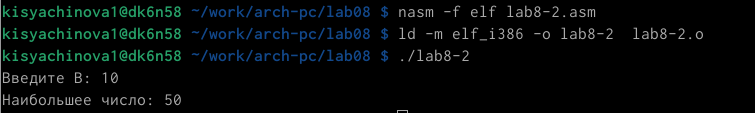 kisyachinova1@dk6n58 ~/work/arch-pc/lab08 $ nasm -f elf lab8-2.asm
kisyachinova1@dk6n58 ~/work/arch-pc/lab08 $ ld -m elf_i386 -o lab8-2  lab8-2.o
kisyachinova1@dk6n58 ~/work/arch-pc/lab08 $ ./lab8-2
Введите B: 10
Наибольшее число: 50